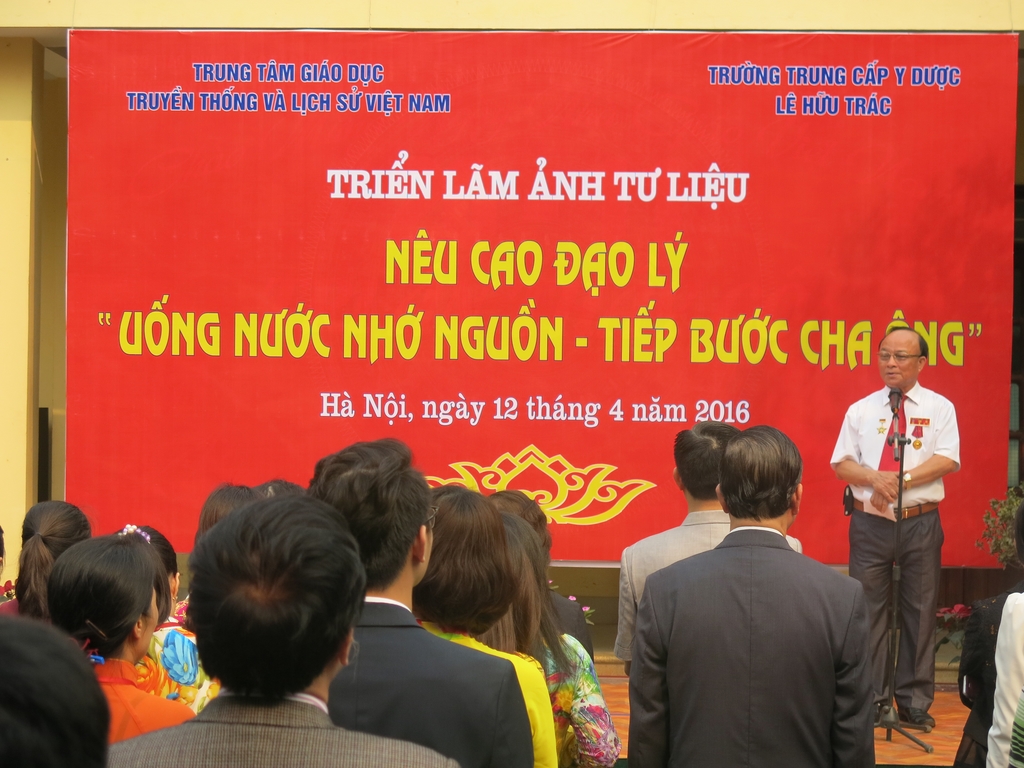 TRUNG TÂM GIÁO DỤC
TRUYỀN THỐNG VÀ LỊCH SỬ VIỆT NAM
TRƯỜNG TRUNG CẤP Y DƯỢC
LÊ HỮU TRÁC
TRIỂN LÃM ẢNH TƯ LIỆU
NÊU CAO ĐẠO LÝ
“ UỐNG NƯỚC NHỚ NGUỒN - TIẾP BƯỚC CHA ÔNG”
Hà Nội, ngày 12 tháng 4 năm 2016